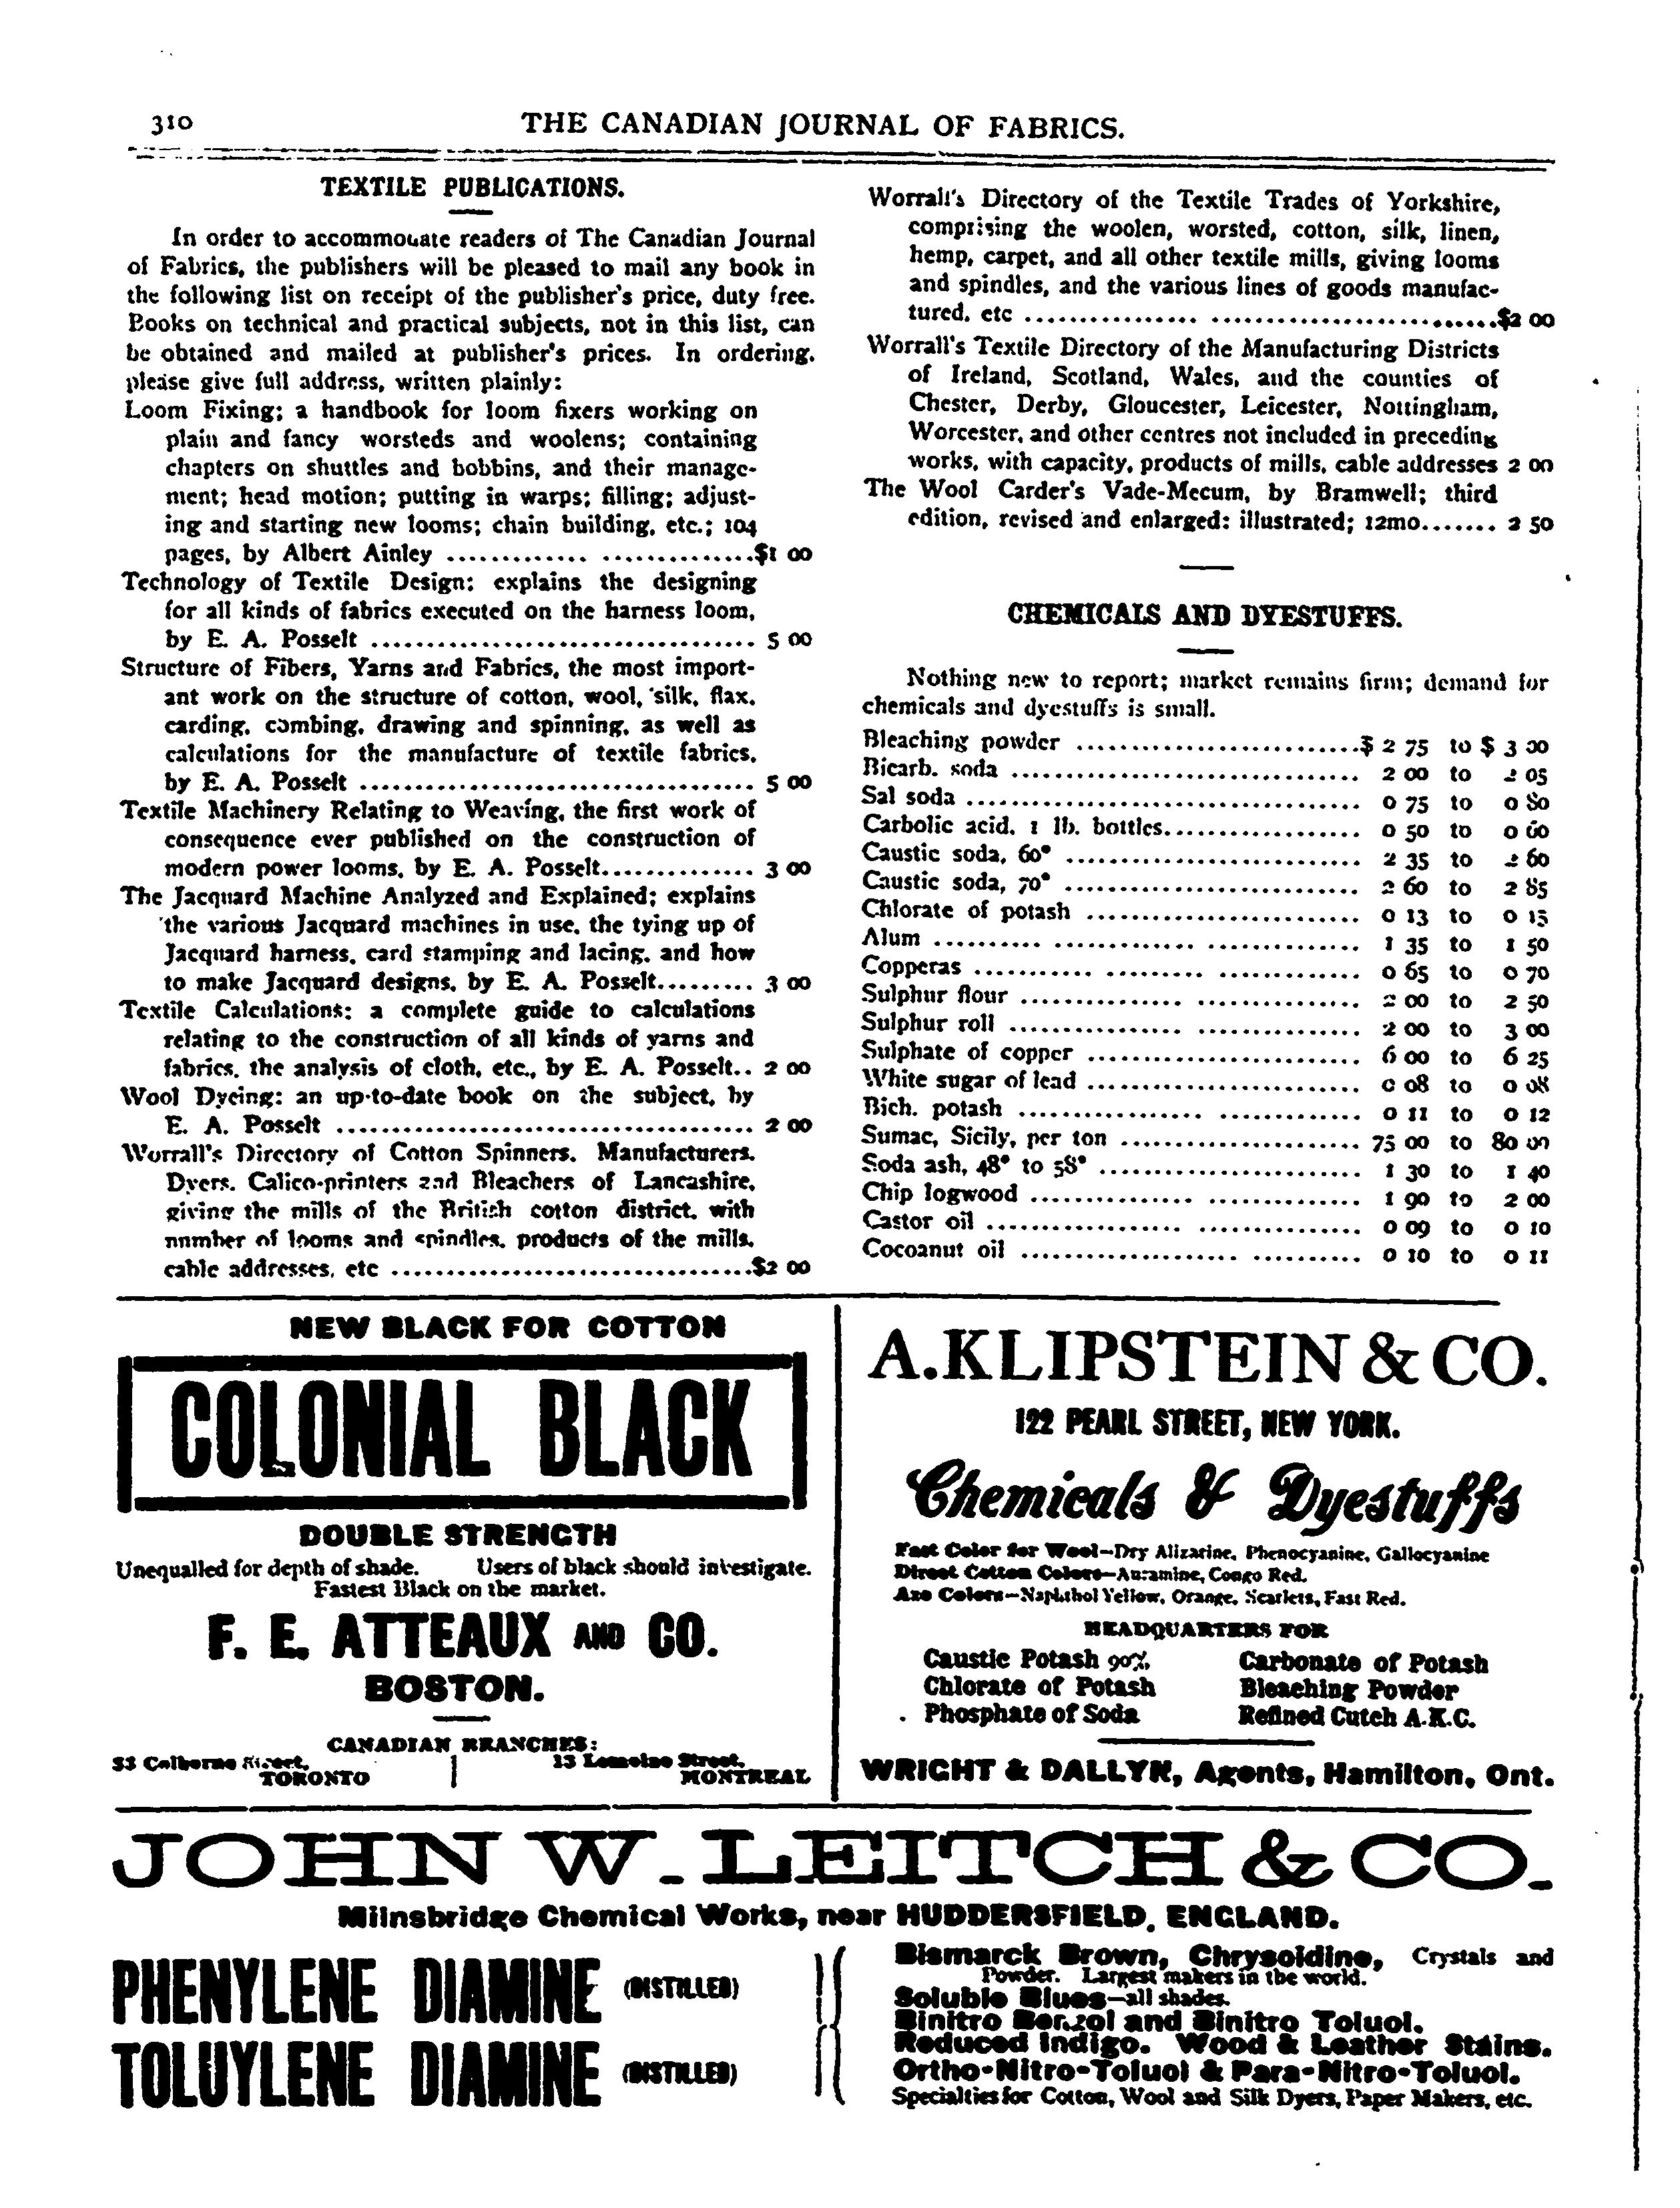 310
THE CANADIAN JOURNAL OF FABRICS.
TEXTILE PUBLICATIONS.
In order to accommodate readers of The Canadian Journal
of Fabrics, the publishers will be pleased to mail any book in
the following list on receipt of the publisher's price, duty free.
Books on technical and practical subjects, not in this list, can
be obtained and mailed at publisher's prices. In ordering,
please give full address, written plainly:
Loom Fixing; a handbook for loom fixers working on
plain and fancy worsteds and woolens; containing
chapters on shuttles and bobbins, and their manage-
ment; head motion; putting in warps; filling; adjust-
ing and starting new looms; chain building, etc.; 104
pages, by Albert Ainley ............. ..............$1 00
Technology of Textile Design: explains the designing
for all kinds of fabrics executed on the harness loom,
by E. A. Posselt .................................. 5 00
Structure of Fibers, Yarns and Fabrics, the most import-
ant work on the structure of cotton, wool, silk, flax,
carding, combing, drawing and spinning, as well as
calculations for the manufacture of textile fabrics,
by E. A. Posselt ................................... 5 00
Textile Machinery Relating to Weaving, the first work of
consequence ever published on the construction of
modern power looms, by E. A. Posselt.............. 3 00
The Jacquard Machine Analyzed and Explained; explains
the various Jacquard machines in use, the tying up of
Jacquard harness, card stamping and lacing, and how
to make Jacquard designs, by E. A. Posselt......... 3 00
Textile Calculations: a complete guide to calculations
relating to the construction of all kinds of yarns and
fabrics, the analysis of cloth, etc., by E. A. Posselt.. 2 00
Wool Dyeing: an up-to-date book on the subject, by
E. A. Posselt ..................................... 2 00
Worrall's Directory of Cotton Spinners, Manufacturers,
Dyers, Calico-printers and Bleachers of Lancashire,
giving the mills of the British cotton district, with
number of looms and spindles, products of the mills,
cable addresses, etc ................................$2 00
Worrall's Directory of the Textile Trades of Yorkshire,
comprising the woolen, worsted, cotton, silk, linen,
hemp, carpet, and all other textile mills, giving looms
and spindles, and the various lines of goods manufac-
tured, etc ................ ..........................$2 00
Worrall's Textile Directory of the Manufacturing Districts
of Ireland, Scotland, Wales, and the counties of
Chester, Derby, Gloucester, Leicester, Nottingham,
Worcester, and other centres not included in preceding
works, with capacity, products of mills, cable addresses 2 00
The Wool Carder's Vade-Mecum, by Bramwell; third
edition, revised and enlarged: illustrated; 12mo....... 2 50
CHEMICALS AND DYESTUFFS.
Nothing new to report; market remains firm; demand for
chemicals and dyestuffs is small.
Bleaching powder ..........................$ 2 75 to $ 3 00
Bicarb. soda ................................ 2 00 to 2 05
Sal soda .................................... 0 75 to 0 80
Carbolic acid, 1 lb. bottles.................. 0 50 to 0 60
Caustic soda, 60° ........................... 2 35 to 2 60
Caustic soda, 70° ........................... 2 60 to 2 85
Chlorate of potash ......................... 0 13 to 0 15
Alum .......... ............. .............. 1 35 to 1 50
Copperas ........... ......... ............. 0 65 to 0 70
Sulphur flour ............... ............... 2 00 to 2 50
Sulphur roll ................ ............... 2 00 to 3 00
Sulphate of copper ......................... 6 00 to 6 25
White sugar of lead ......................... 0 08 to 0 08
Bich. potash ................. ............. 0 11 to 0 12
Sumac, Sicily, per ton ...................... 75 00 to 80 00
Soda ash, 48° to 58° ........................ 1 30 to 1 40
Chip logwood ............... .............. 1 90 to 2 00
Castor oil .................. ............... 0 09 to 0 10
Cocoanut oil .................... .......... 0 10 to 0 11
NEW BLACK FOR COTTON
COLONIAL BLACK
DOUBLE STRENGTH
Unequalled for depth of shade. Users of black should investigate.
Fastest Black on the market.
F. E. ATTEAUX AND CO.
BOSTON.
CANADIAN BRANCHES:
53 Colborne Street, TORONTO
13 Lemoine Street, MONTREAL
A. KLIPSTEIN & CO.
122 PEARL STREET, NEW YORK.
Chemicals & Dyestuffs
Fast Color for Wool—Dry Alizarine, Phenocyanine, Gallocyanine
Direct Cotton Colors—Auramine, Congo Red.
Azo Colors—Naphthol Yellow, Orange, Scarlets, Fast Red.
HEADQUARTERS FOR
Caustic Potash 90%. Carbonate of Potash
Chlorate of Potash Bleaching Powder
Phosphate of Soda Refined Cutch A.K.C.
WRIGHT & DALLYN, Agents, Hamilton, Ont.
JOHN W. LEITCH & CO.
Milnsbridge Chemical Works, near HUDDERSFIELD, ENGLAND.
PHENYLENE DIAMINE (DISTILLED)
TOLUYLENE DIAMINE (DISTILLED)
Bismarck Brown, Chrysoidine, Crystals and
Powder. Largest makers in the world.
Soluble Blues—all shades.
Binitro Benzol and Binitro Toluol.
Reduced Indigo. Wood & Leather Stains.
Ortho-Nitro-Toluol & Para-Nitro-Toluol.
Specialties for Cotton, Wool and Silk Dyers, Paper Makers, etc.